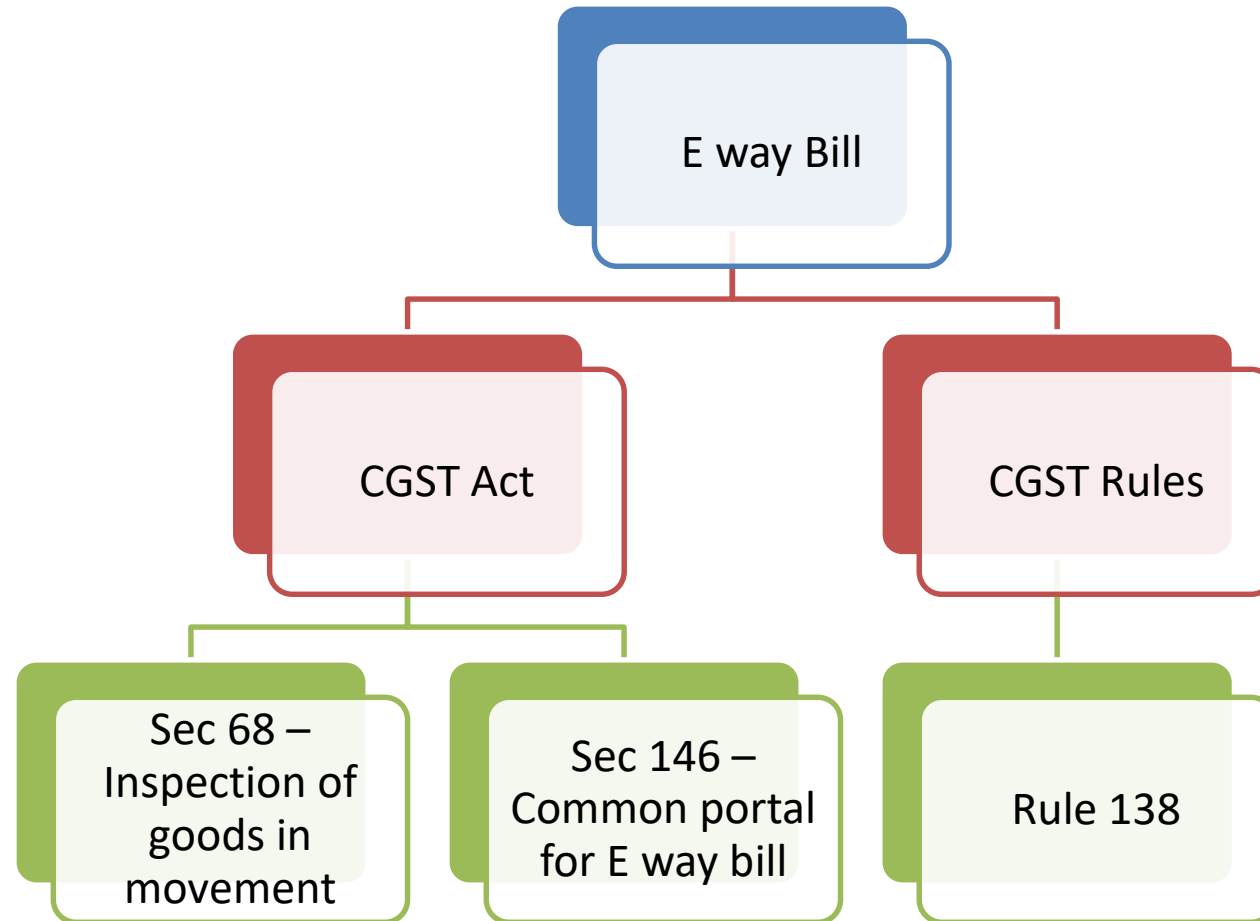 E way Bill
CGST Act
CGST Rules
Sec 68 –
Inspection of
goods in
movement
Sec 146 –
Common portal
for E way bill
Rule 138